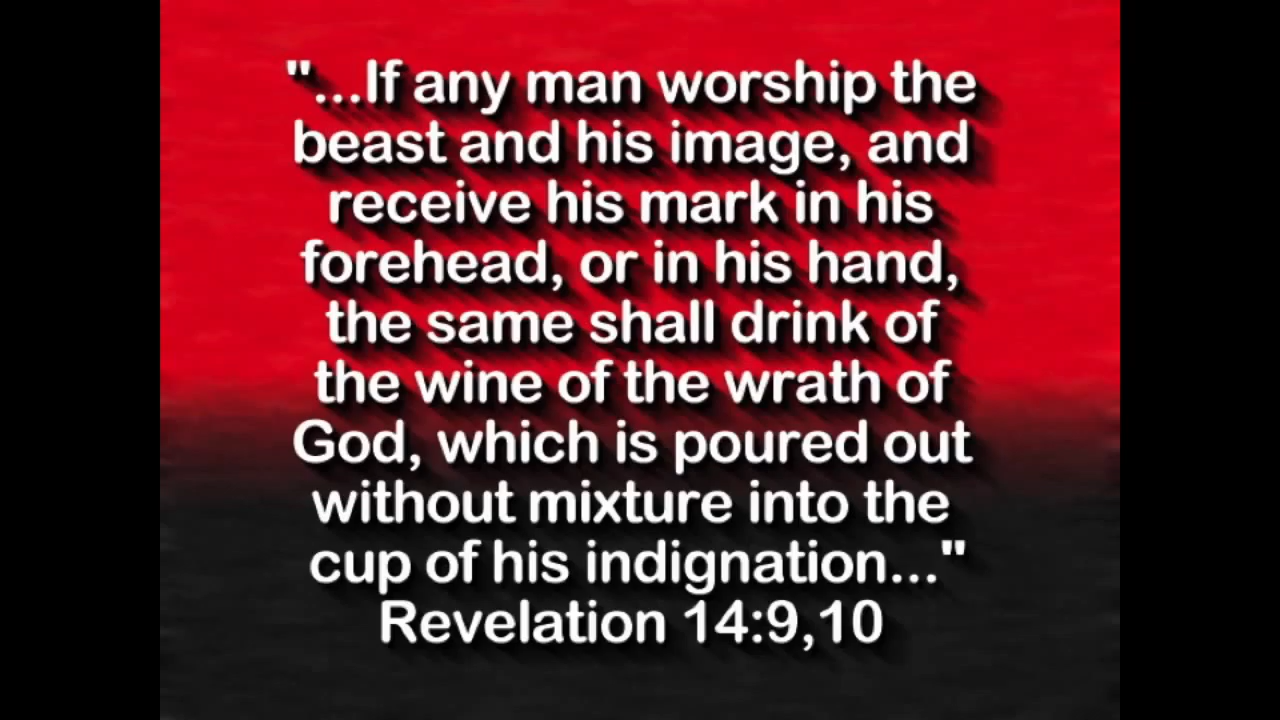 "...If any man worship the
beast and his image, and
receive his mark in his
forehead, or in his hand,
the same shall drink of
the wine of the wrath of
God, which is poured out
without mixture into the
cup of his indignation..."
Revelation 14:9,10